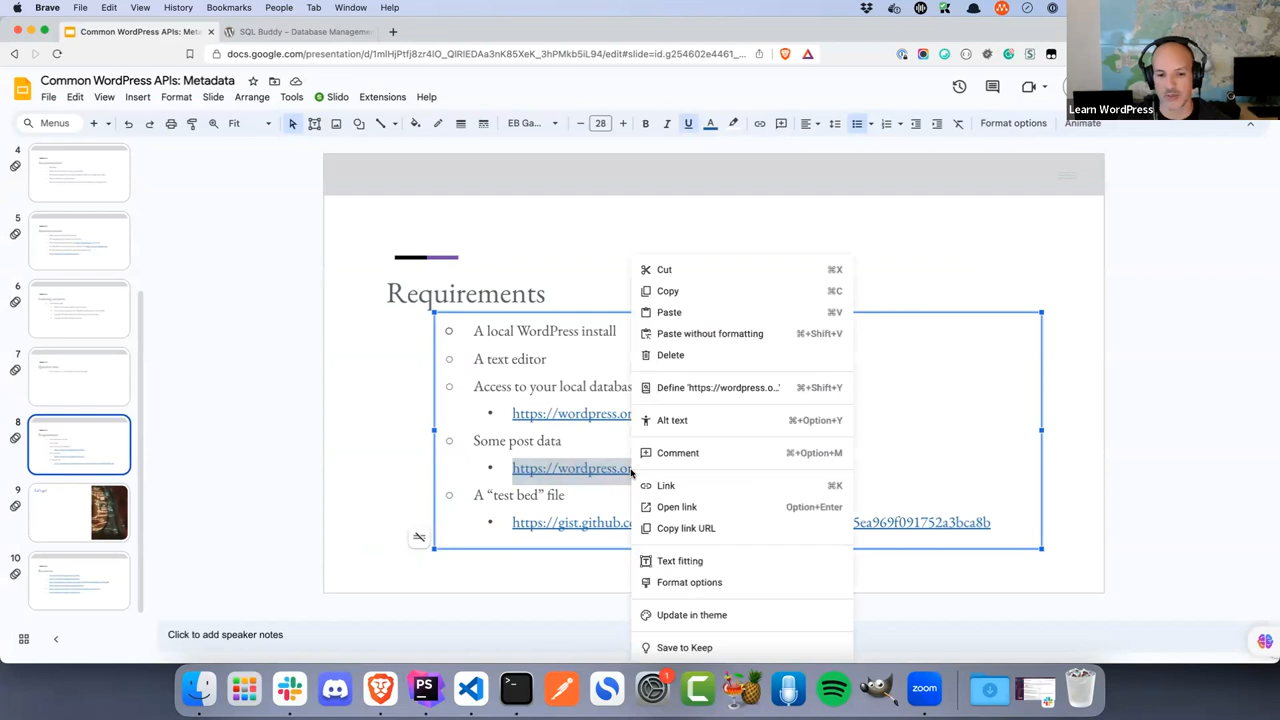 Brave File Edit View History Bookmarks People Tab Window Help
Common WordPress APIs: Meta
SQL Buddy – Database Manageme
docs.google.com/presentation/d/1mIHjPtfj8zr4lO_QIRIEDAa3nK85XeK_3hPMkb5iL94/edit#slide=id.g254602e4461_...
Learn WordPress
Common WordPress APIs: Metadata
File Edit View Insert Format Slide Arrange Tools Slido Extensions Help
Menus Fit EB Ga... 28 B I U A Format options Animate
4
5
6
7
8
9
10
Requirements
A local WordPress install
A text editor
Access to your local databas
https://wordpress.or
Some post data
https://wordpress.or
A “test bed” file
https://gist.github.co 5ea969f091752a3bca8b
Cut ⌘X
Copy ⌘C
Paste ⌘V
Paste without formatting ⌘+Shift+V
Delete
Define 'https://wordpress.o...' ⌘+Shift+Y
Alt text ⌘+Option+Y
Comment ⌘+Option+M
Link ⌘K
Open link Option+Enter
Copy link URL
Text fitting
Format options
Update in theme
Save to Keep
Click to add speaker notes
PS
1
zoom